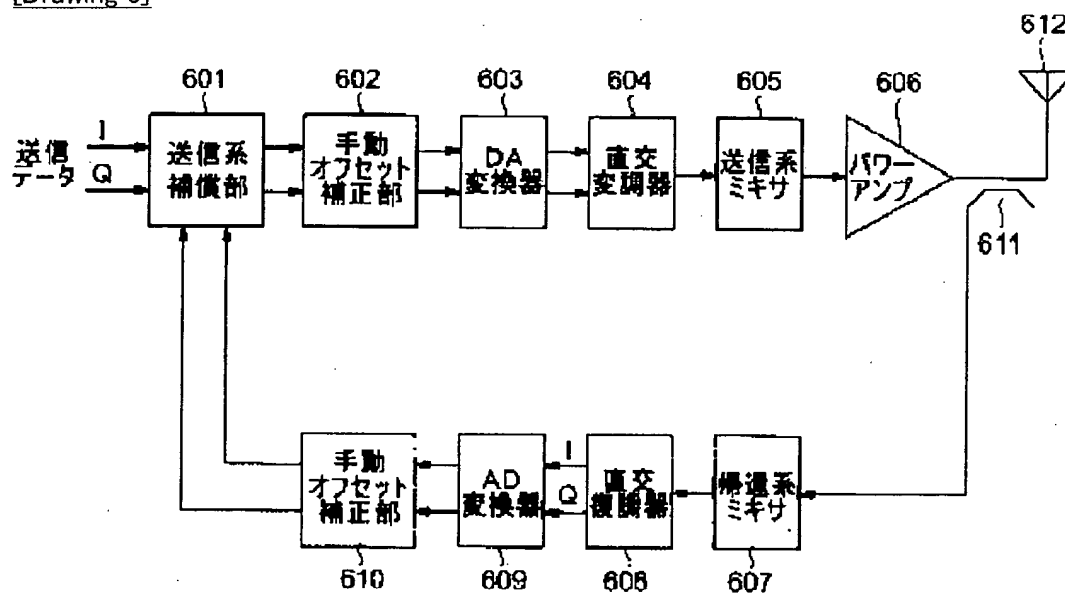 601
602
603
604
605
606
612
送信
データ
I
Q
送信系
補償部
手動
オフセット
補正部
DA
変換器
直交
変調器
送信系
ミキサ
パワー
アンプ
611
手動
オフセット
補正部
AD
変換器
I
Q
直交
復調器
帰還系
ミキサ
610
609
608
607